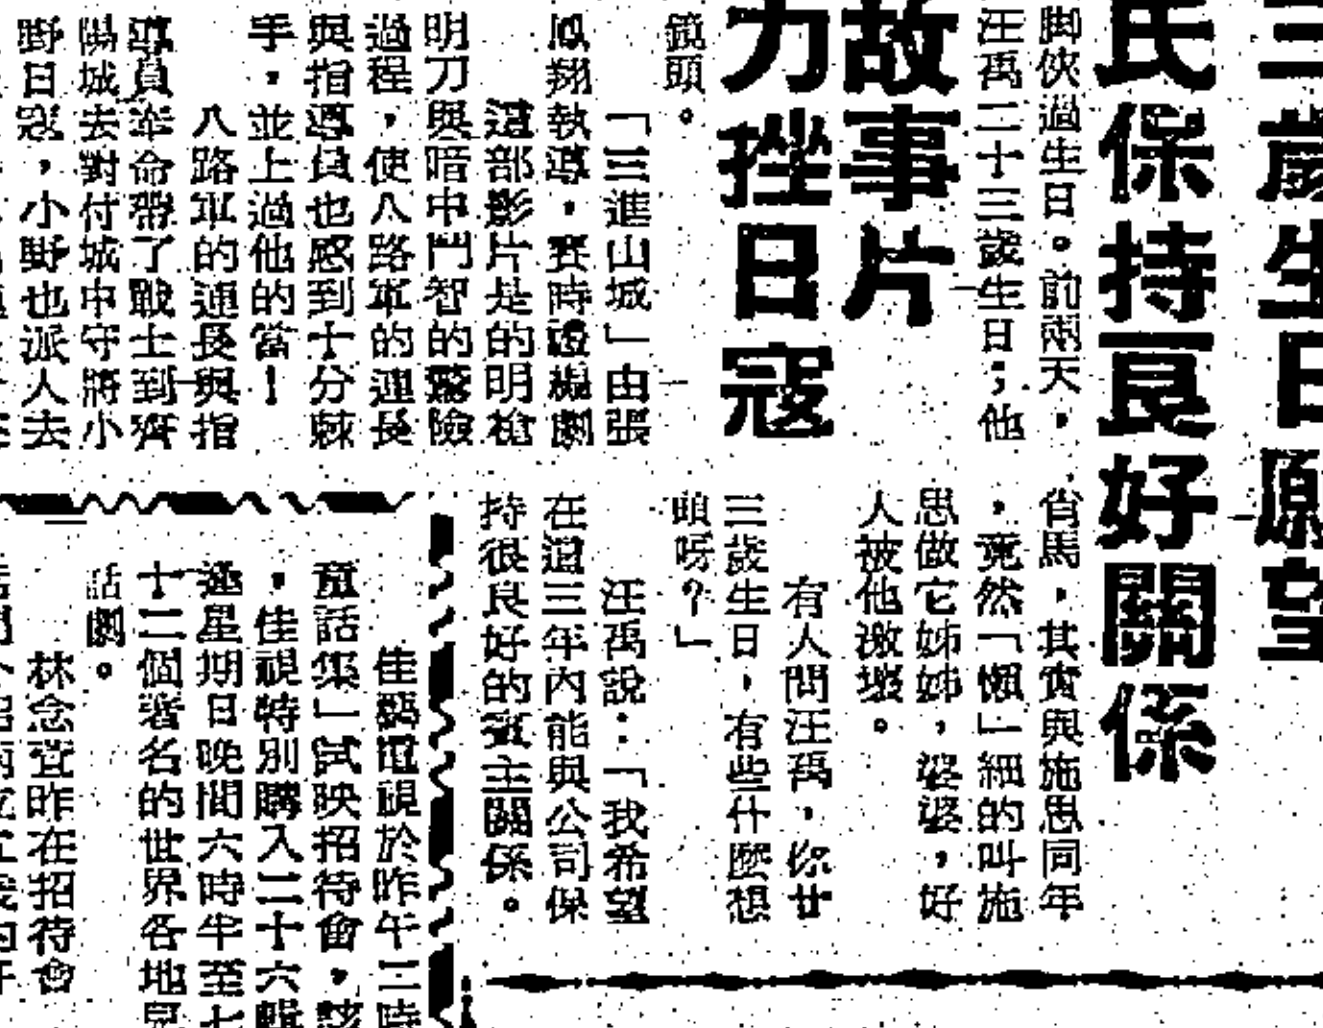 三歲生日願望
民保持良好關係
脚俠過生日。前兩天，
汪禹二十三歲生日；他
肖馬，其實與施思同年
，竟然「懶」細的叫施
思做它姊姊，婆婆，好
人被他激壞。
有人問汪禹，你廿
三歲生日，有些什麼想
頭呀？」
汪禹說：「我希望
在這三年內能與公司保
持很良好的賓主關係。
故事片
力挫日寇
鏡頭。
「三進山城」由張
鳳翔執導，賽時禮編劇
這部影片是的明槍
明刀與暗中鬥智的驚險
過程，使八路軍的連長
與指導員也感到十分棘
手，並上過他的當！
八路軍的連長與指
導員奉命帶了戰士到齊
陽城去對付城中守將小
野日寇，小野也派人去
佳藝電視於昨午二時
童話集」試映招待會，該
，佳視特別購入二十六輯
逢星期日晚間六時半至七
十二個著名的世界各地民
話劇。
林念萱昨在招待會